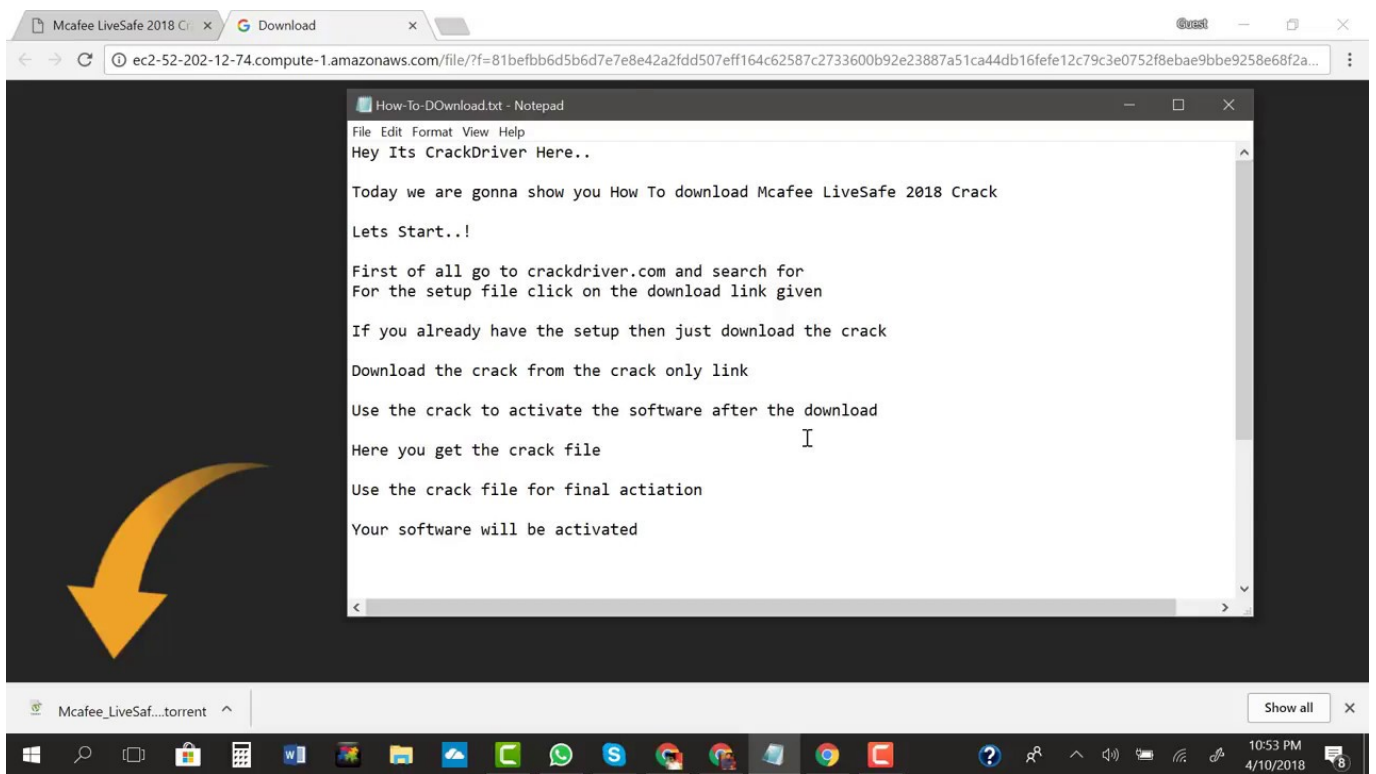 Mcafee LiveSafe 2018 Cr
Download
Guest
ec2-52-202-12-74.compute-1.amazonaws.com/file/?f=81befbb6d5b6d7e7e8e42a2fdd507eff164c62587c2733600b92e23887a51ca44db16fefe12c79c3e0752f8ebae9bbe9258e68f2a...
How-To-DOwnload.txt - Notepad
File Edit Format View Help
Hey Its CrackDriver Here..
Today we are gonna show you How To download Mcafee LiveSafe 2018 Crack
Lets Start..!
First of all go to crackdriver.com and search for
For the setup file click on the download link given
If you already have the setup then just download the crack
Download the crack from the crack only link
Use the crack to activate the software after the download
Here you get the crack file
Use the crack file for final actiation
Your software will be activated
Mcafee_LiveSaf....torrent
Show all
10:53 PM
4/10/2018
8